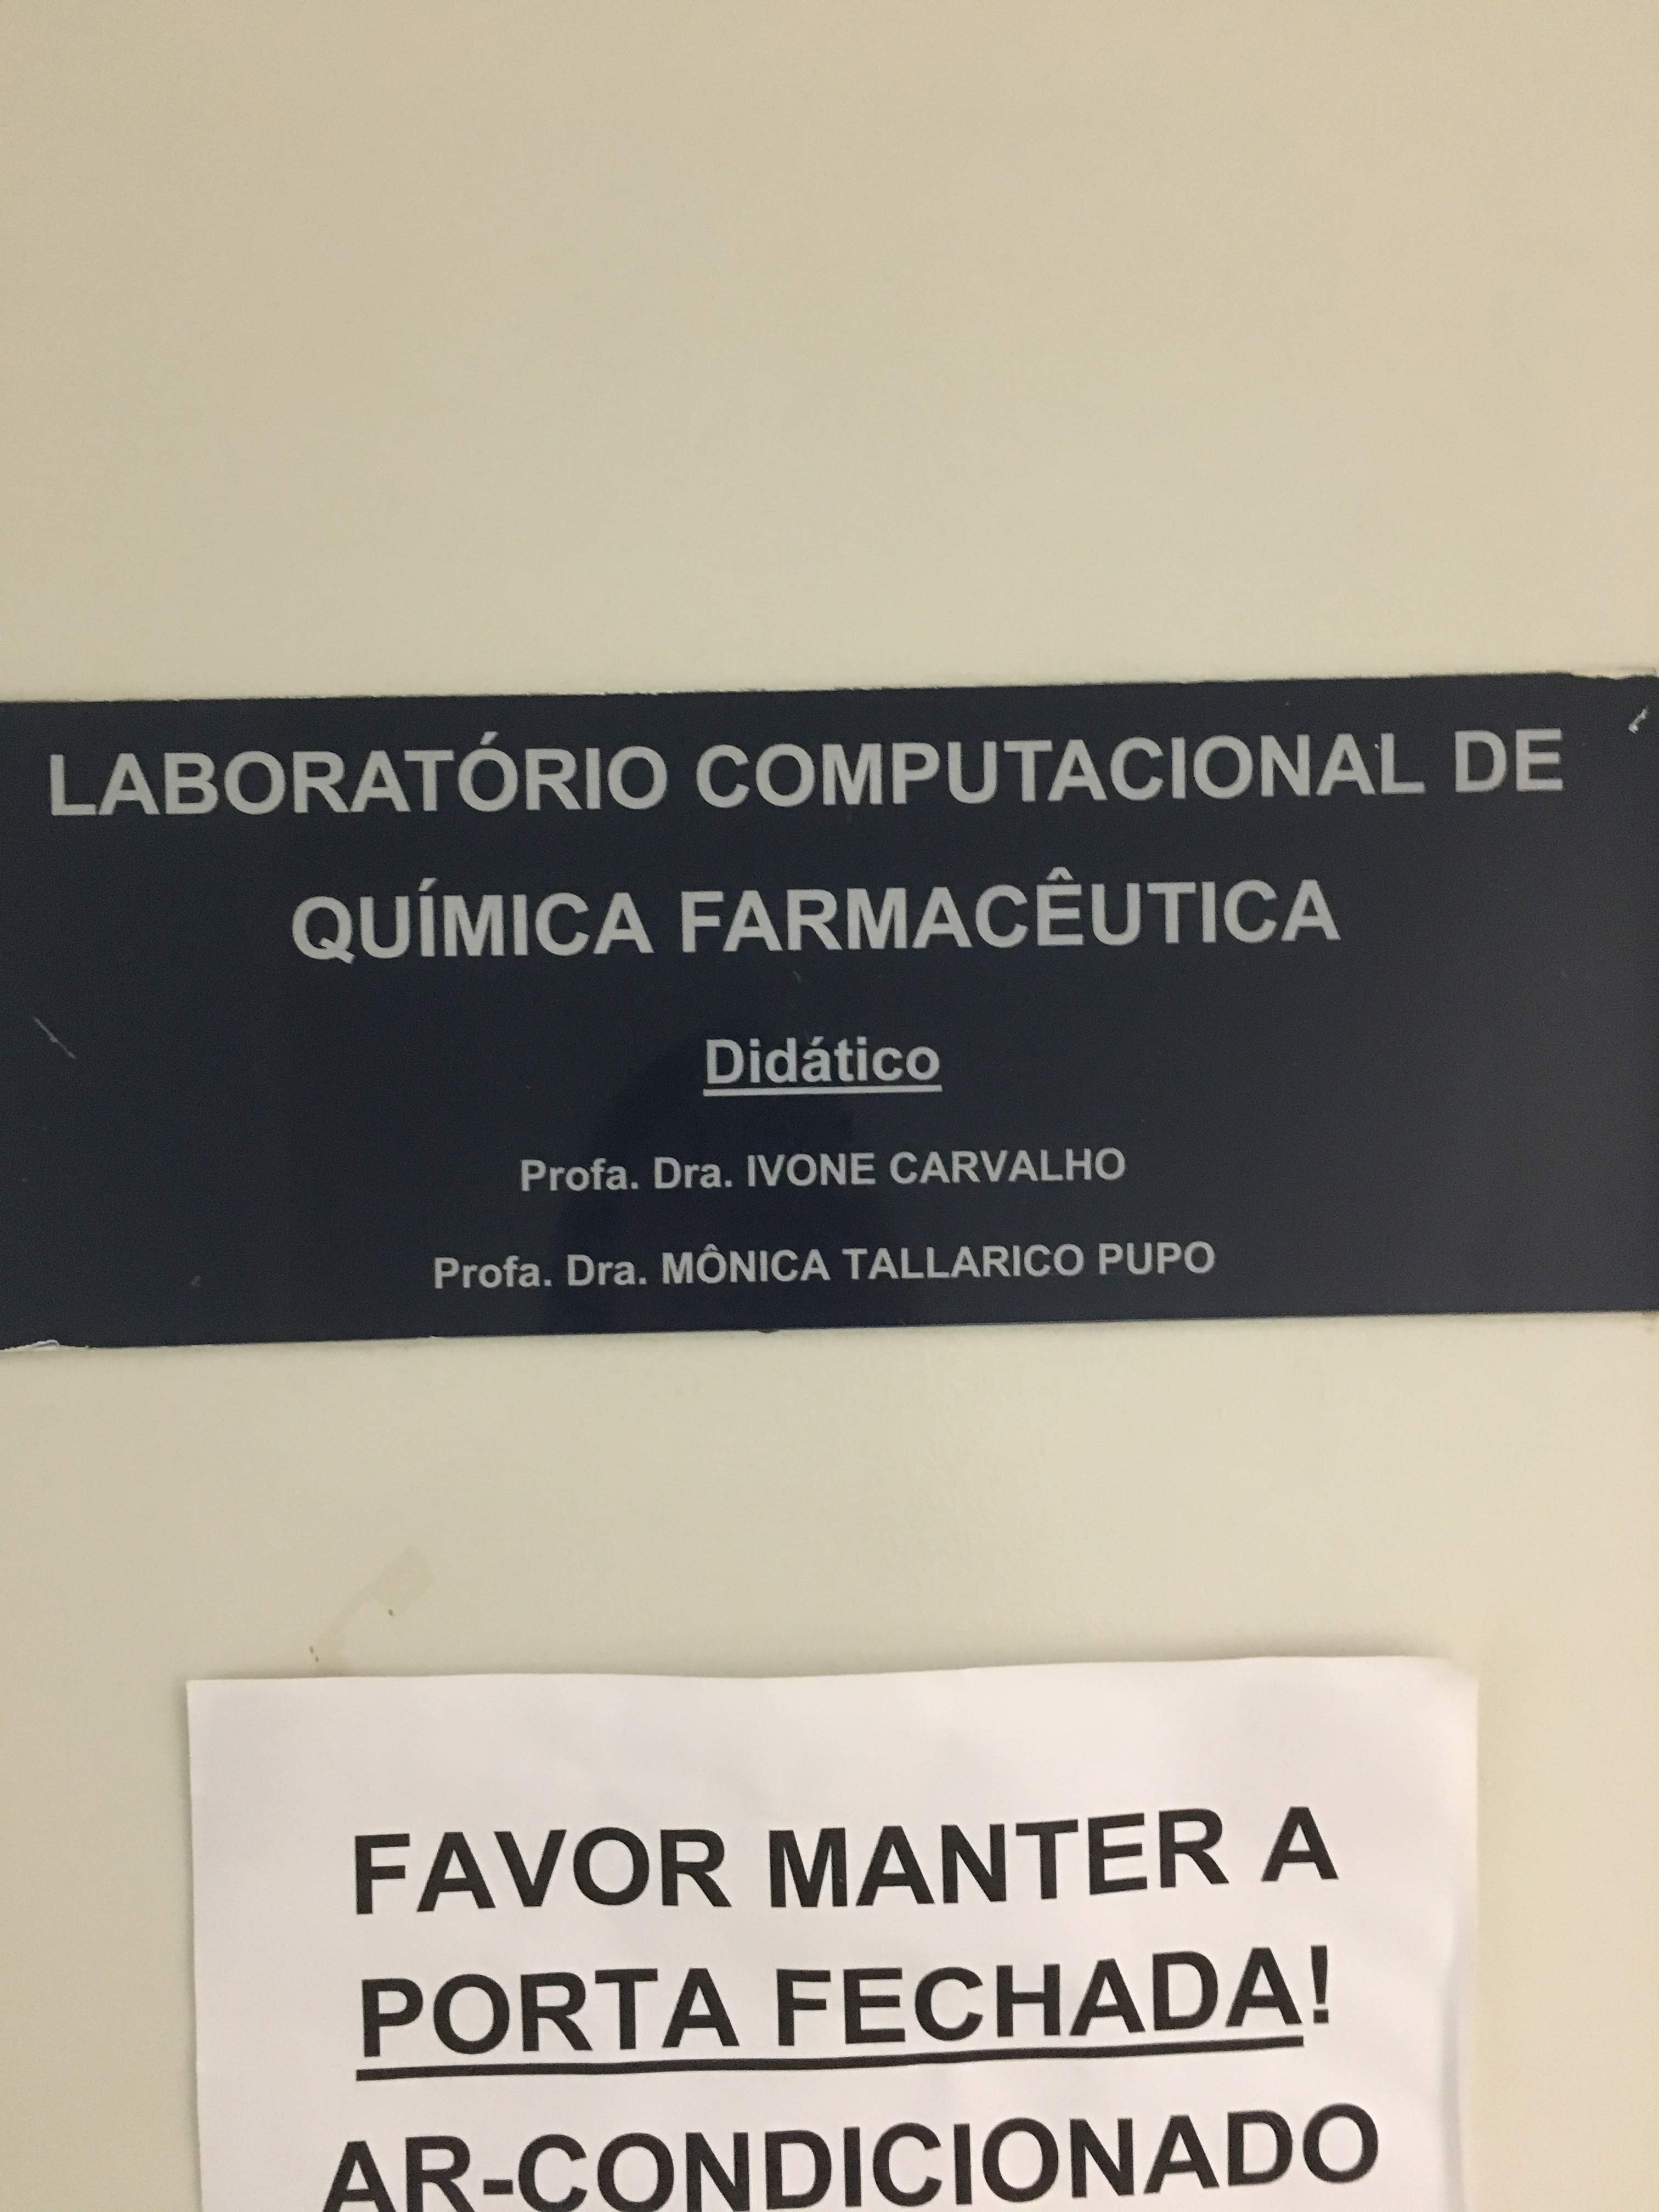 LABORATÓRIO COMPUTACIONAL DE
QUÍMICA FARMACÊUTICA
Didático
Profa. Dra. IVONE CARVALHO
Profa. Dra. MÔNICA TALLARICO PUPO
FAVOR MANTER A
PORTA FECHADA!
AR-CONDICIONADO